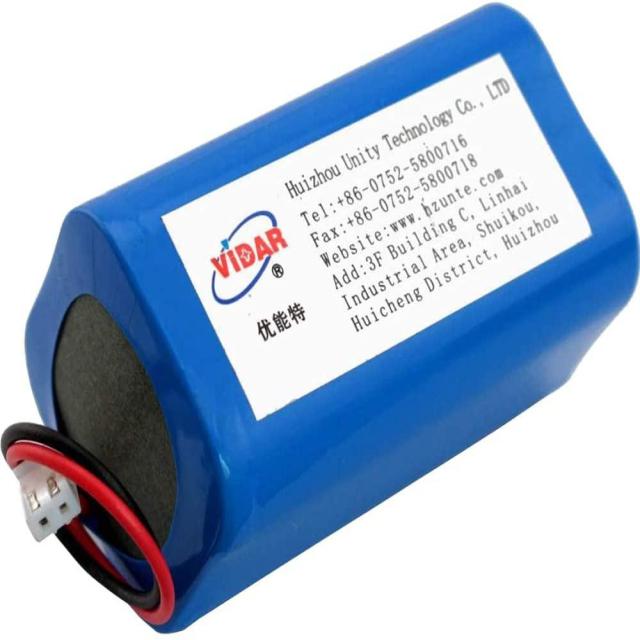 VIDAR
®
优能特
Huizhou Unity Technology Co., LTD
Tel:+86-0752-5800716
Fax:+86-0752-5800718
Website:www.hzunte.com
Add:3F Building C, Linhai
Industrial Area, Shuikou,
Huicheng District, Huizhou